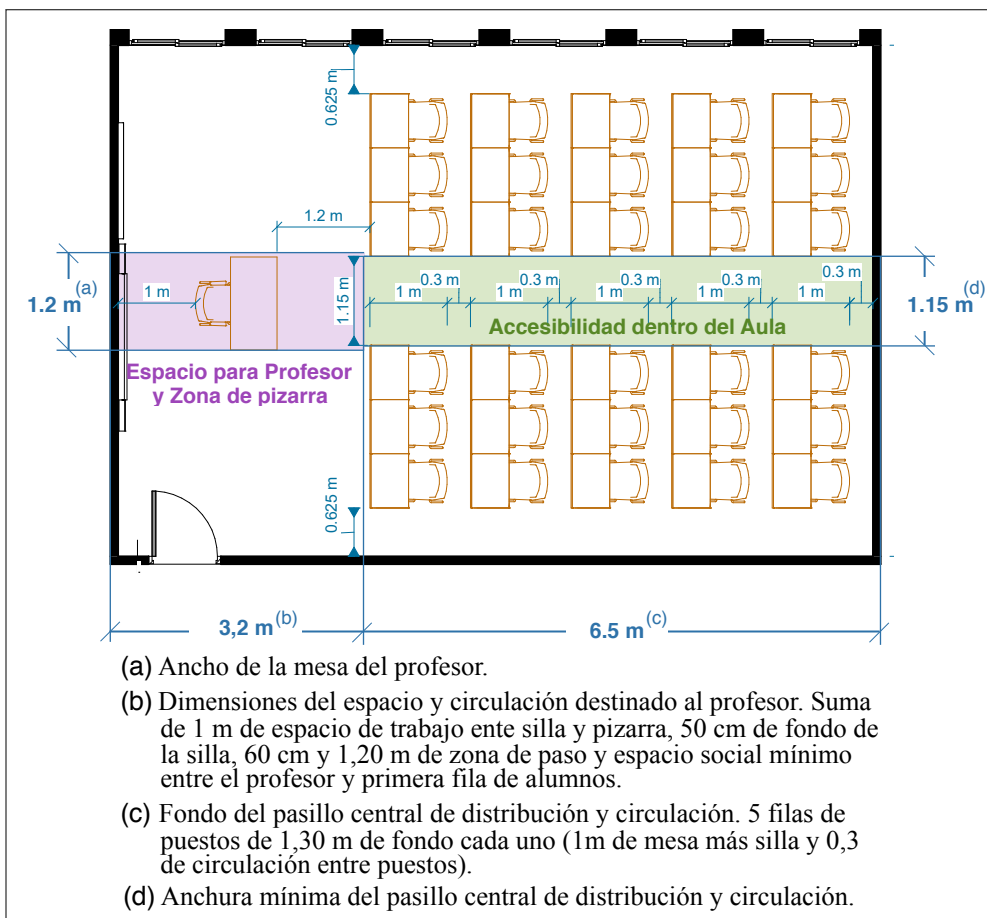 0.625 m
1.2 m
1.2 m(a)
1 m
1.15 m
0.3 m 0.3 m 0.3 m 0.3 m 0.3 m
1 m 1 m 1 m 1 m 1 m
1.15 m(d)
Accesibilidad dentro del Aula
Espacio para Profesor
y Zona de pizarra
0.625 m
3,2 m(b)
6.5 m(c)
(a) Ancho de la mesa del profesor.
(b) Dimensiones del espacio y circulación destinado al profesor. Suma
de 1 m de espacio de trabajo ente silla y pizarra, 50 cm de fondo de
la silla, 60 cm y 1,20 m de zona de paso y espacio social mínimo
entre el profesor y primera fila de alumnos.
(c) Fondo del pasillo central de distribución y circulación. 5 filas de
puestos de 1,30 m de fondo cada uno (1m de mesa más silla y 0,3
de circulación entre puestos).
(d) Anchura mínima del pasillo central de distribución y circulación.